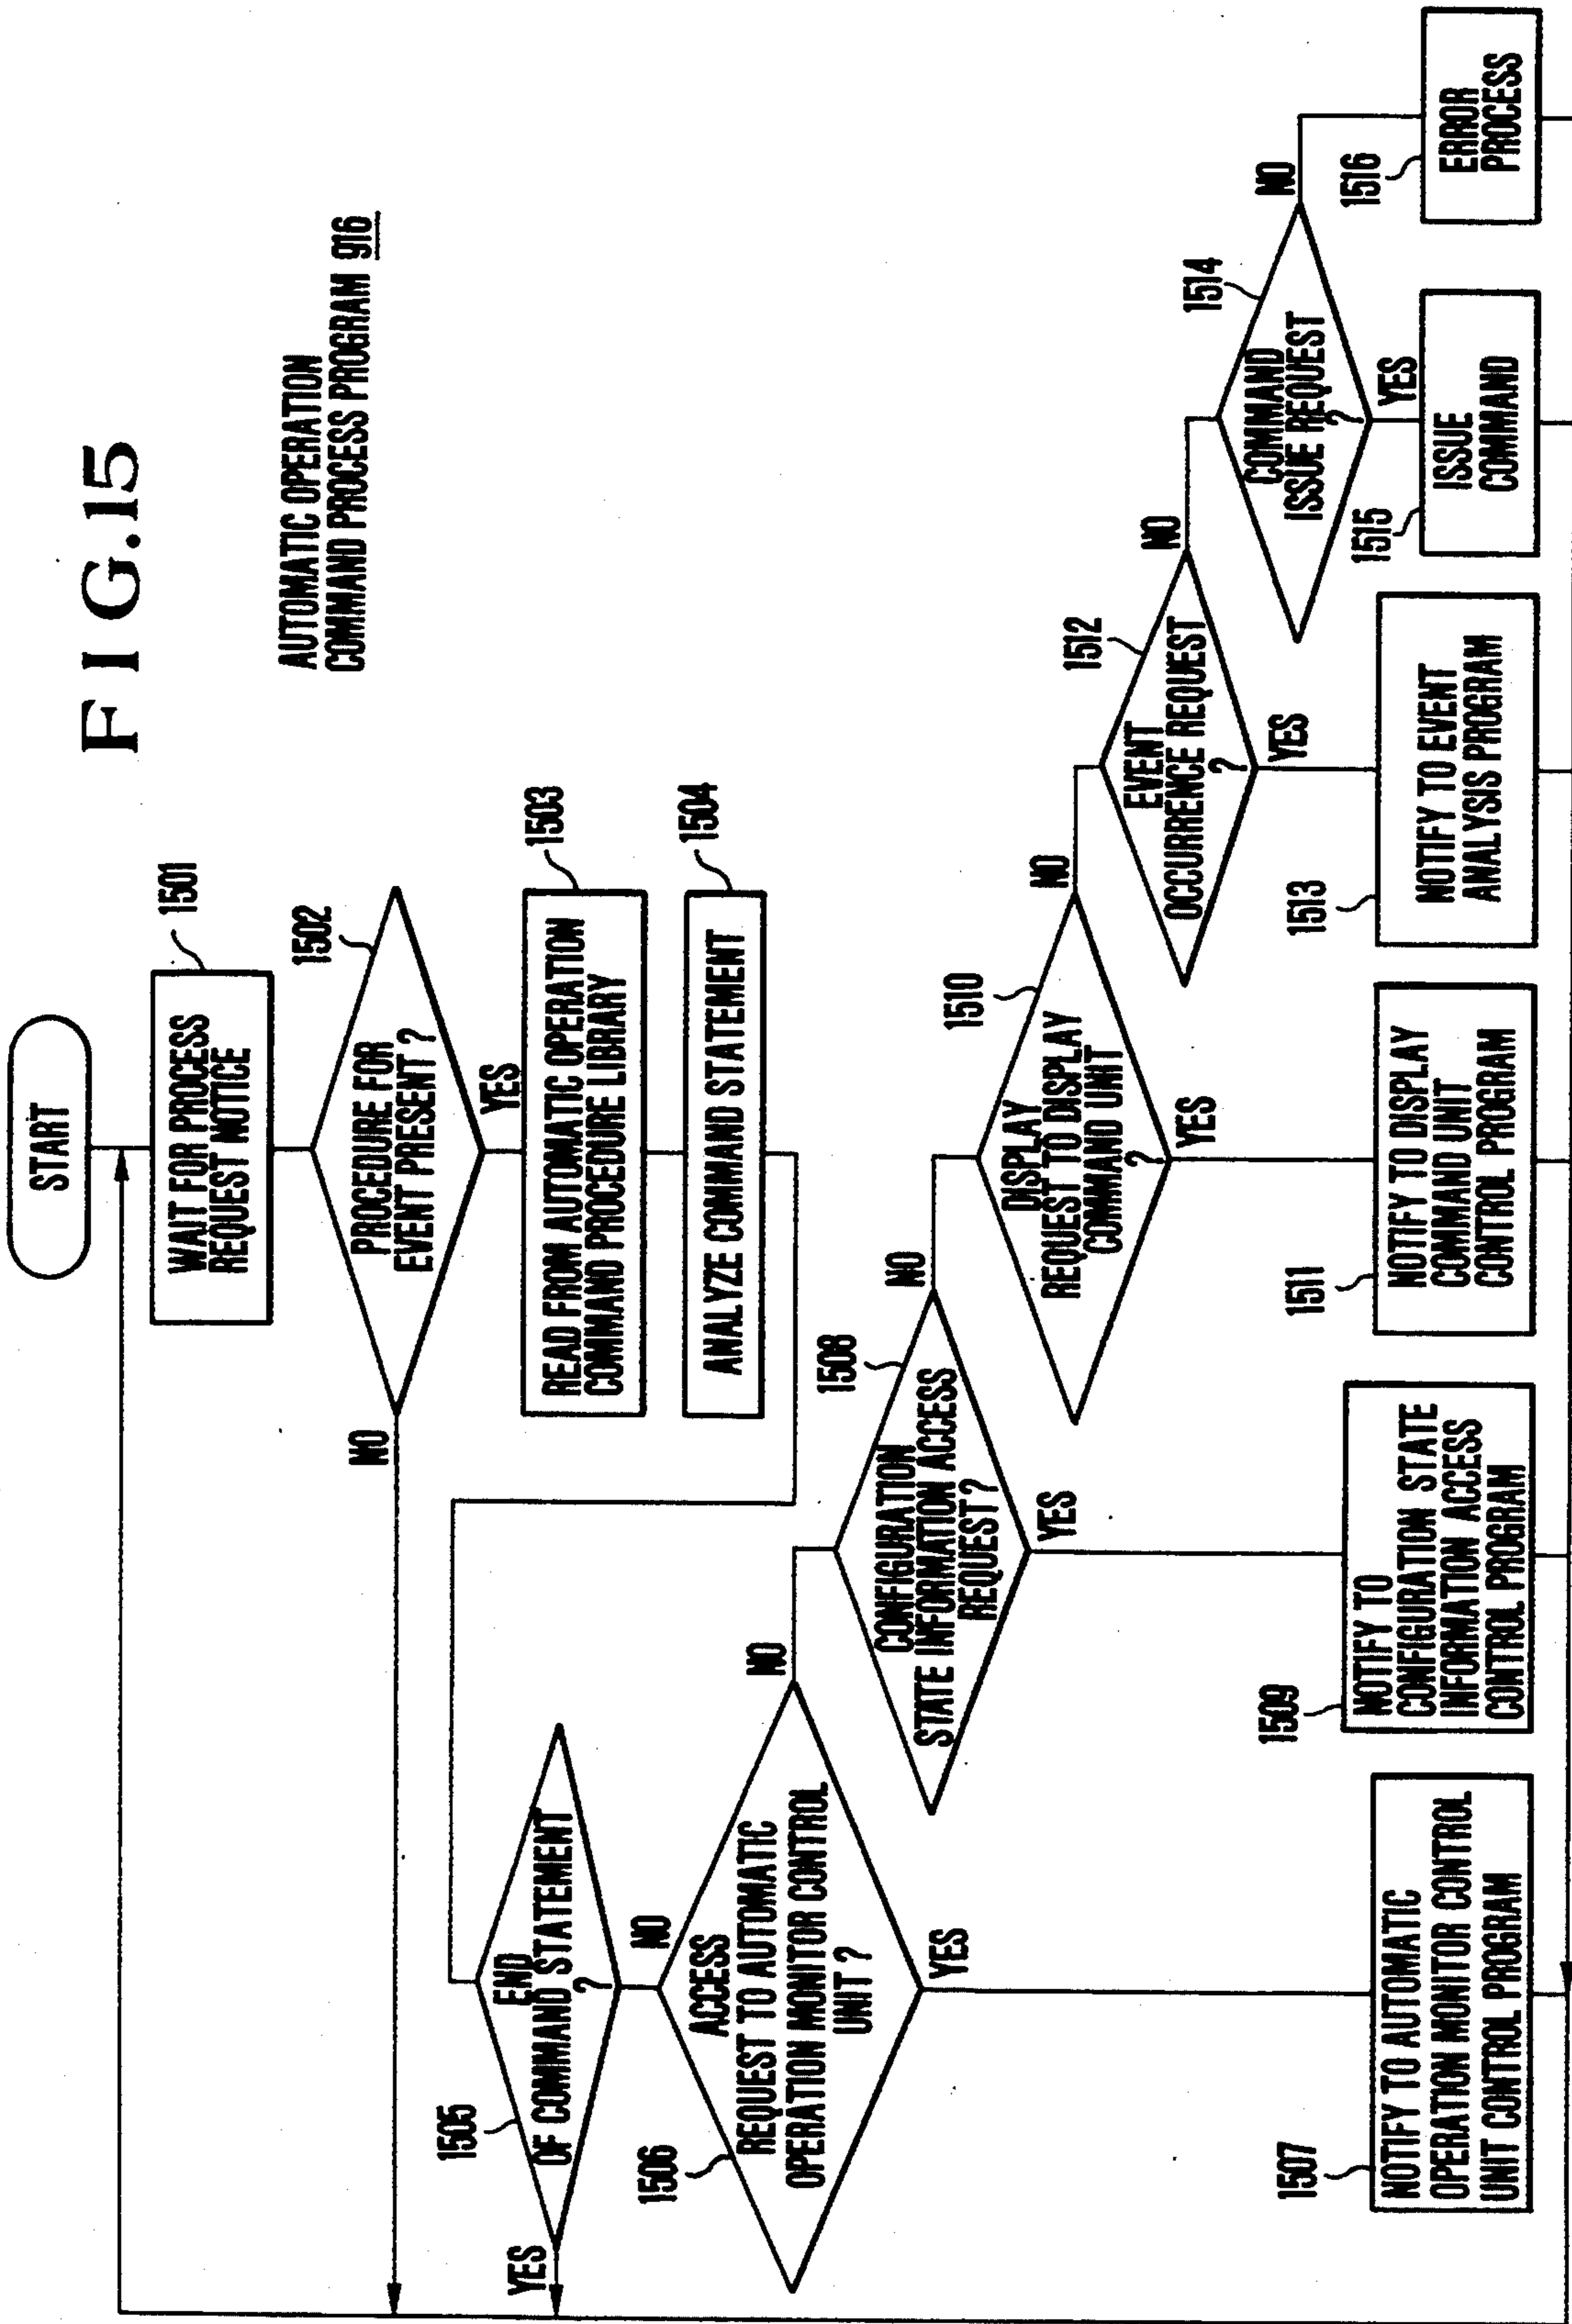 FIG.15
AUTOMATIC OPERATION
COMMAND PROCESS PROGRAM 916
START
WAIT FOR PROCESS
REQUEST NOTICE
1501
PROCEDURE FOR
EVENT PRESENT ?
1502
NO
YES
READ FROM AUTOMATIC OPERATION
COMMAND PROCEDURE LIBRARY
1503
ANALYZE COMMAND STATEMENT
1504
1505
END
OF COMMAND STATEMENT
?
YES
NO
1506
ACCESS
REQUEST TO AUTOMATIC
OPERATION MONITOR CONTROL
UNIT ?
NO
YES
1507
NOTIFY TO AUTOMATIC
OPERATION MONITOR CONTROL
UNIT CONTROL PROGRAM
1508
CONFIGURATION
STATE INFORMATION ACCESS
REQUEST ?
NO
YES
1509
NOTIFY TO
CONFIGURATION STATE
INFORMATION ACCESS
CONTROL PROGRAM
1510
DISPLAY
REQUEST TO DISPLAY
COMMAND UNIT
?
NO
YES
1511
NOTIFY TO DISPLAY
COMMAND UNIT
CONTROL PROGRAM
1512
EVENT
OCCURRENCE REQUEST
?
NO
YES
1513
NOTIFY TO EVENT
ANALYSIS PROGRAM
1514
COMMAND
ISSUE REQUEST
?
NO
YES
1515
ISSUE
COMMAND
1516
ERROR
PROCESS